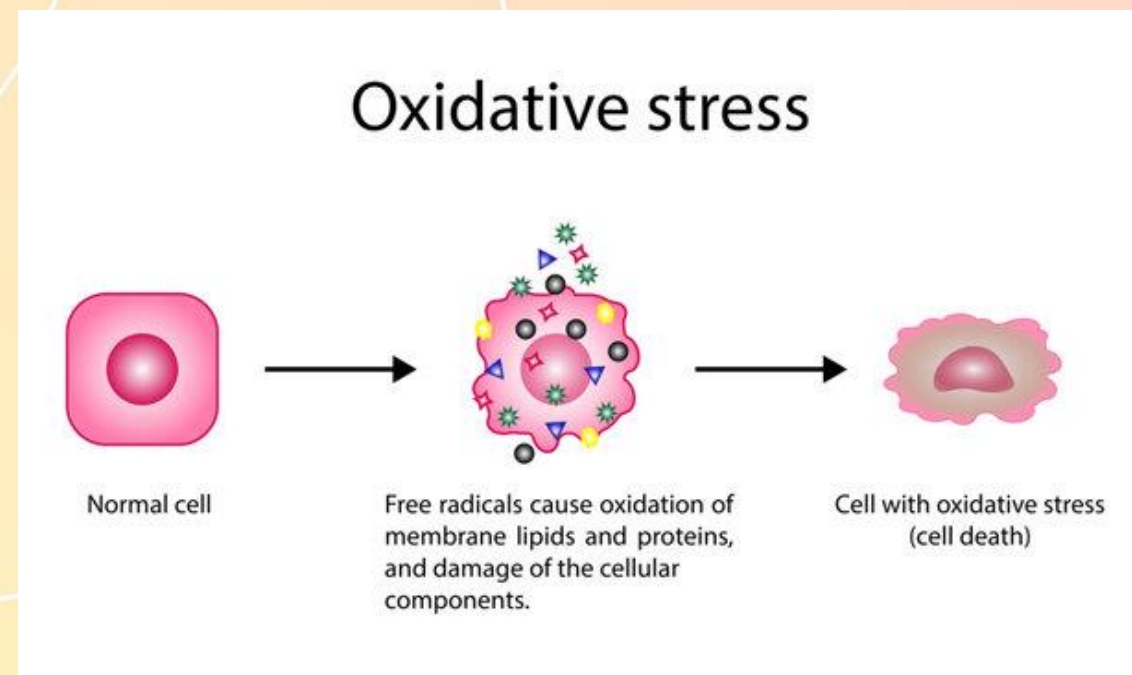 Oxidative stress
Normal cell
Free radicals cause oxidation of
membrane lipids and proteins,
and damage of the cellular
components.
Cell with oxidative stress
(cell death)